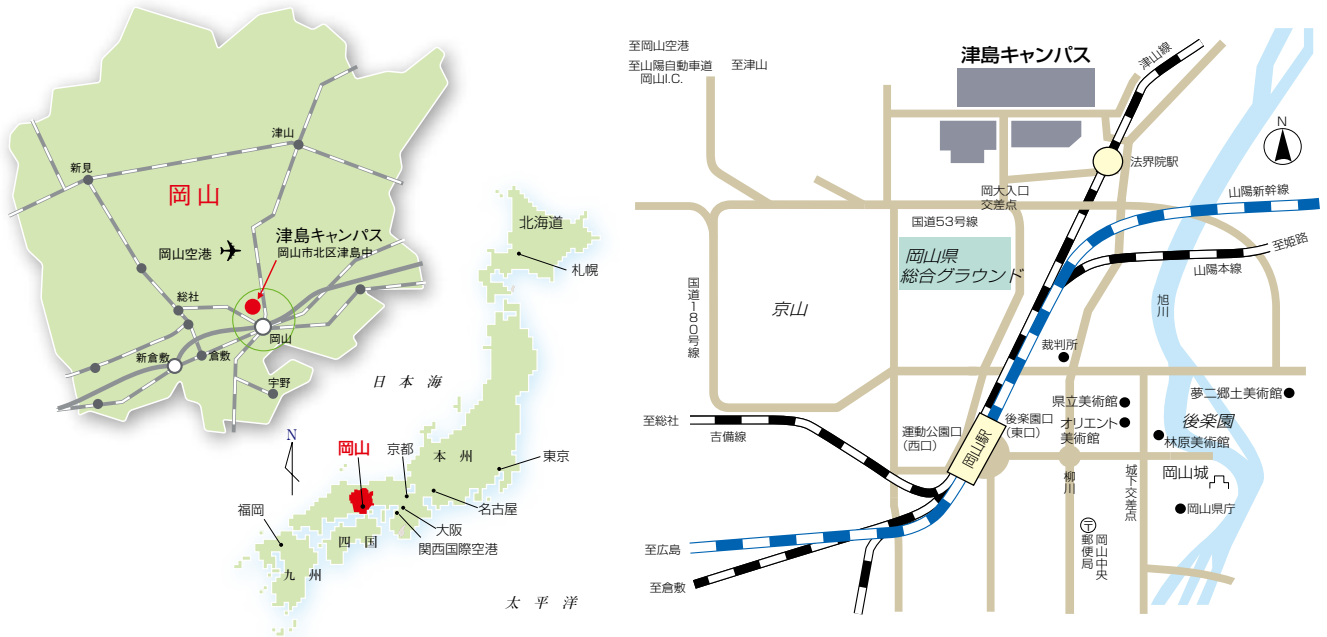 津山
新見
岡山
津島キャンパス
岡山市北区津島中
岡山空港
総社
岡山
新倉敷
倉敷
宇野
北海道
札幌
日本海
N
岡山
京都
本州
東京
名古屋
大阪
関西国際空港
福岡
四国
九州
太平洋
至岡山空港
至山陽自動車道
岡山I.C.
至津山
津島キャンパス
津山線
N
法界院駅
岡大入口
交差点
山陽新幹線
国道53号線
至姫路
山陽本線
岡山県
総合グラウンド
国道180号線
京山
旭川
裁判所
夢二郷土美術館
県立美術館
オリエント
美術館
後楽園
林原美術館
至総社
吉備線
運動公園口
（西口）
岡山駅
後楽園口
（東口）
柳川
城下交差点
岡山城
岡山県庁
〒
岡山中央
郵便局
至広島
至倉敷